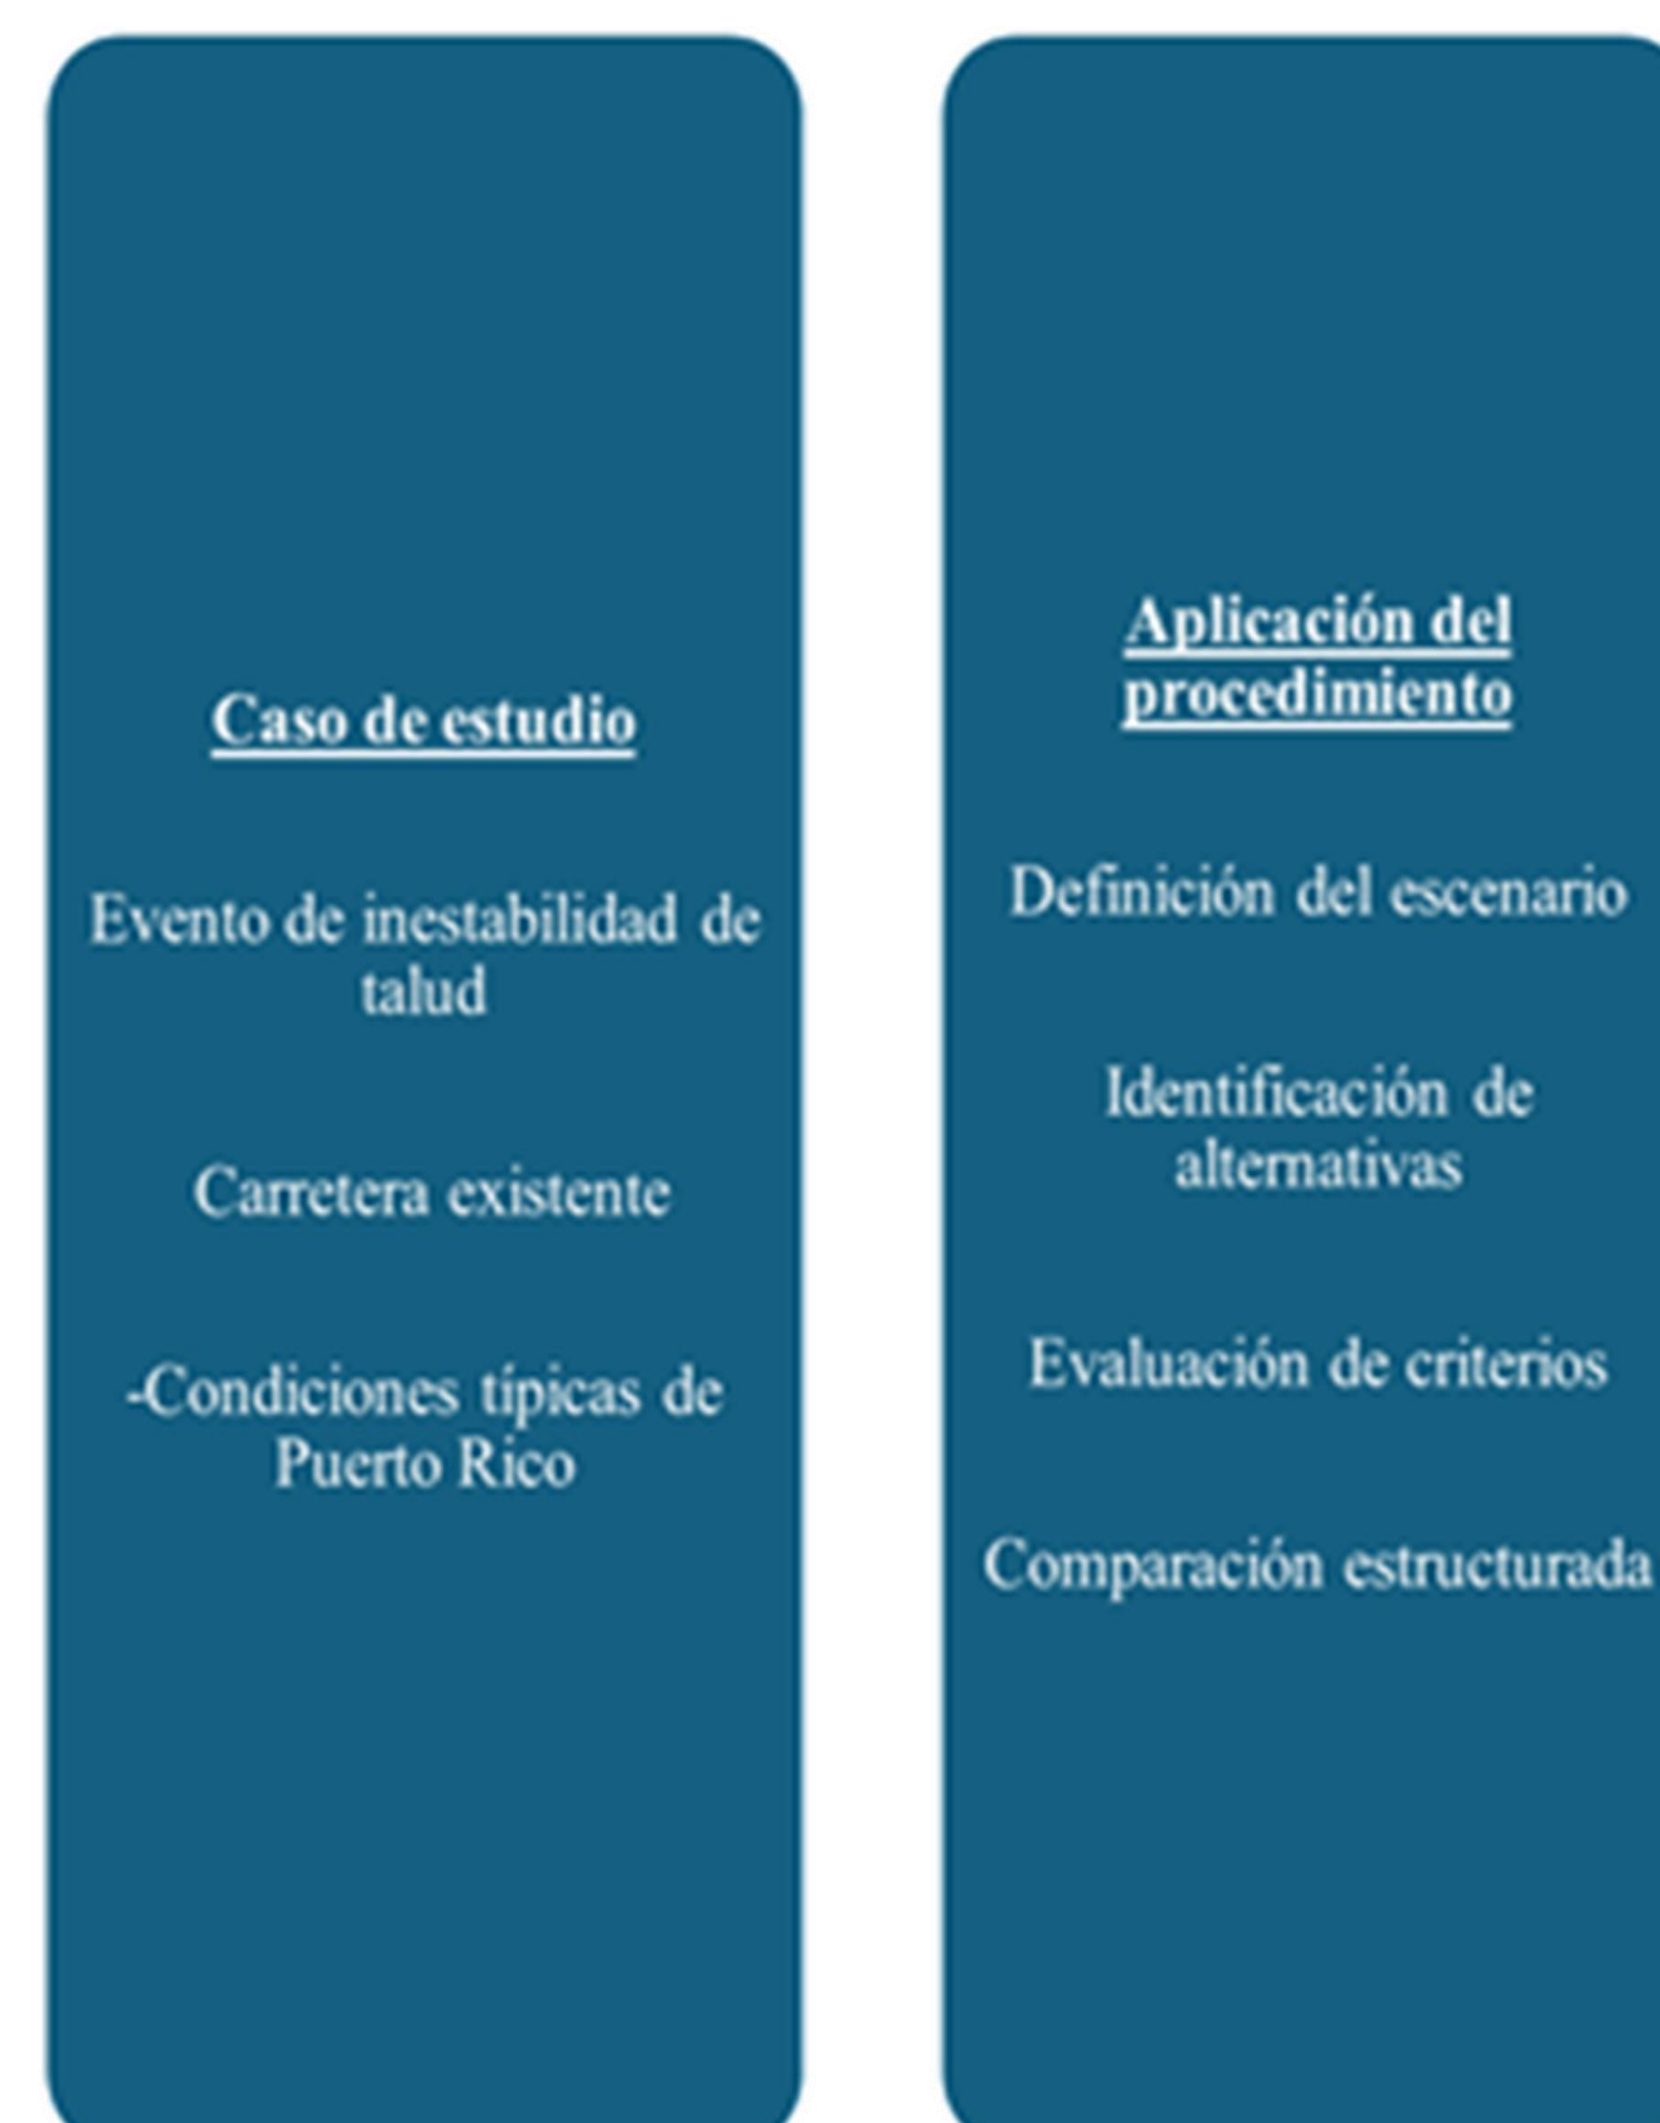 Caso de estudio
Evento de inestabilidad de
talud
Carretera existente
-Condiciones típicas de
Puerto Rico
Aplicación del
procedimiento
Definición del escenario
Identificación de
alternativas
Evaluación de criterios
Comparación estructurada